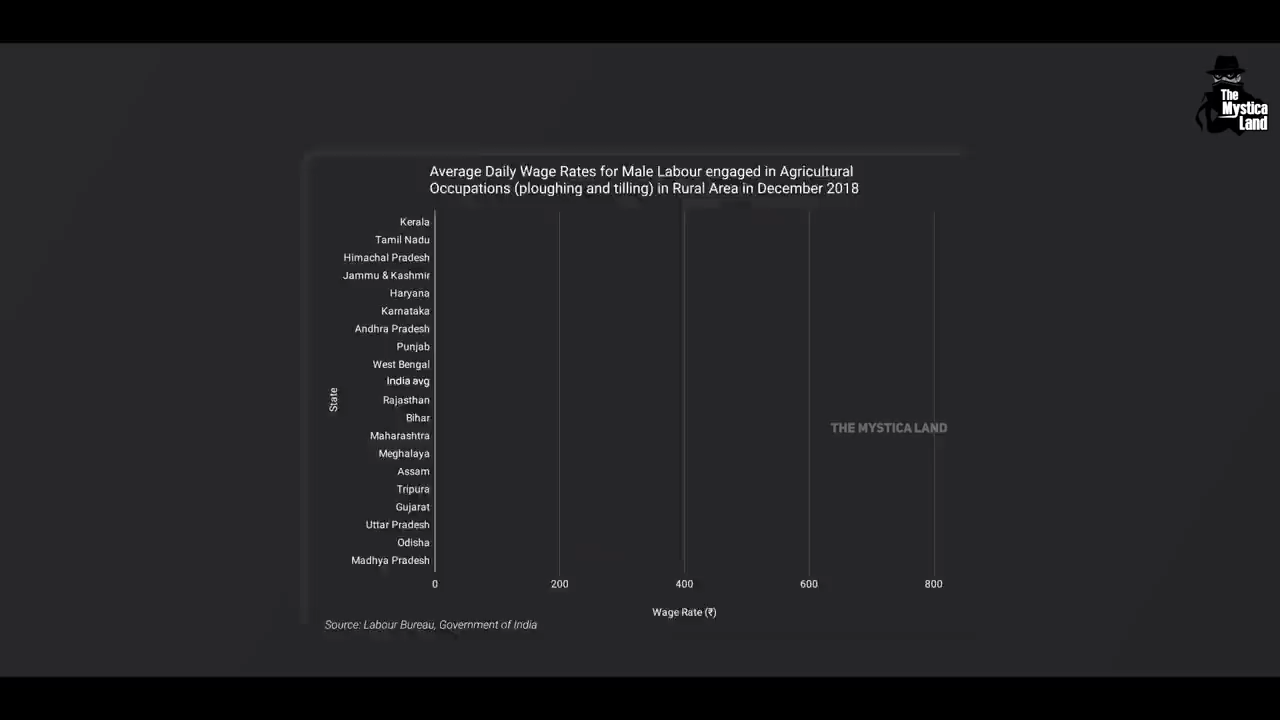 The
Mystica
Land
Average Daily Wage Rates for Male Labour engaged in Agricultural
Occupations (ploughing and tilling) in Rural Area in December 2018
Kerala
Tamil Nadu
Himachal Pradesh
Jammu & Kashmir
Haryana
Karnataka
Andhra Pradesh
Punjab
West Bengal
India avg
State
Rajasthan
Bihar
THE MYSTICA LAND
Maharashtra
Meghalaya
Assam
Tripura
Gujarat
Uttar Pradesh
Odisha
Madhya Pradesh
0 200 400 600 800
Wage Rate (₹)
Source: Labour Bureau, Government of India